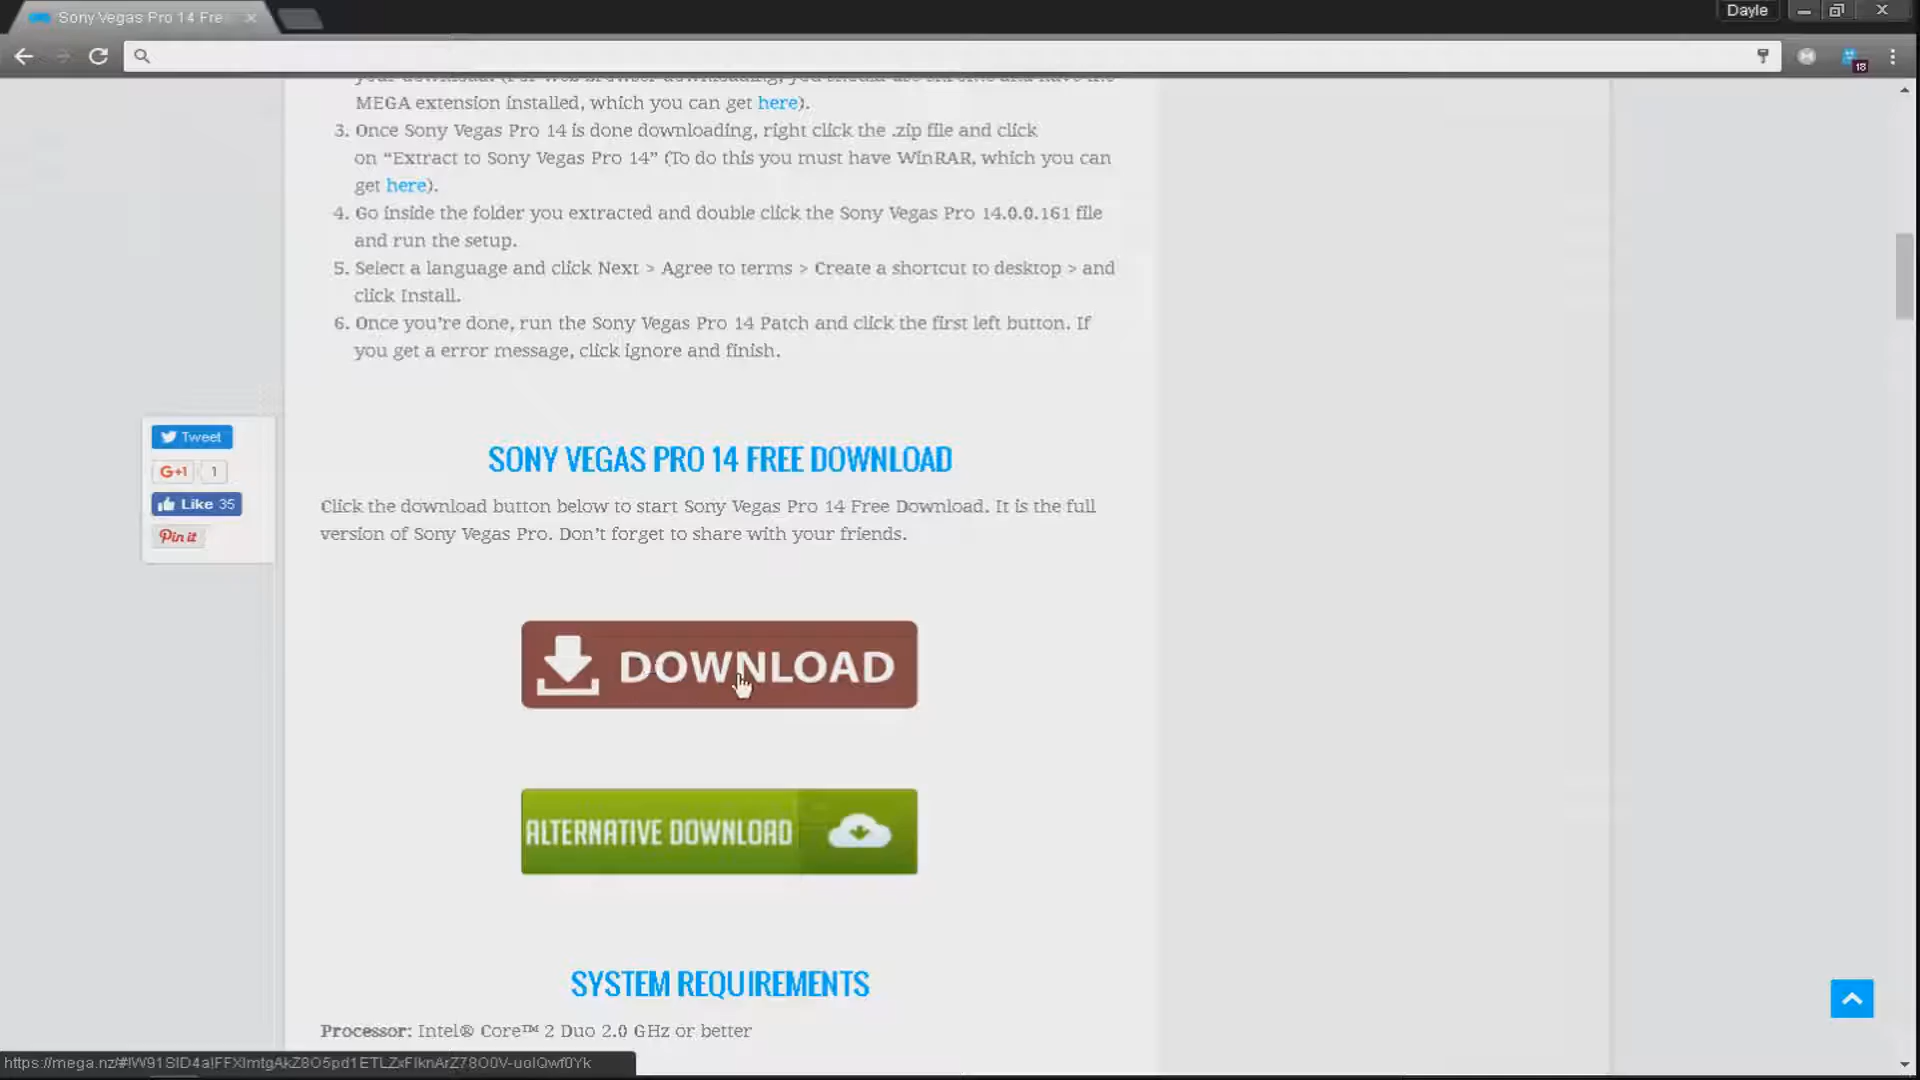 Sony Vegas Pro 14 Fre
Dayle
18
MEGA extension installed, which you can get here).
3. Once Sony Vegas Pro 14 is done downloading, right click the .zip file and click
on “Extract to Sony Vegas Pro 14” (To do this you must have WinRAR, which you can
get here).
4. Go inside the folder you extracted and double click the Sony Vegas Pro 14.0.0.161 file
and run the setup.
5. Select a language and click Next > Agree to terms > Create a shortcut to desktop > and
click Install.
6. Once you’re done, run the Sony Vegas Pro 14 Patch and click the first left button. If
you get a error message, click ignore and finish.
Tweet
G+1 1
Like 35
Pin it
SONY VEGAS PRO 14 FREE DOWNLOAD
Click the download button below to start Sony Vegas Pro 14 Free Download. It is the full
version of Sony Vegas Pro. Don’t forget to share with your friends.
DOWNLOAD
ALTERNATIVE DOWNLOAD
SYSTEM REQUIREMENTS
Processor: Intel® Core™ 2 Duo 2.0 GHz or better